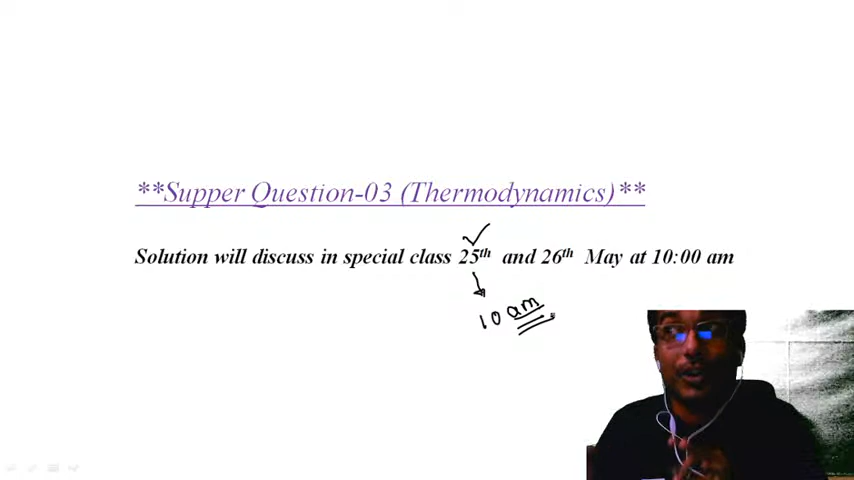 **Supper Question-03 (Thermodynamics)**
Solution will discuss in special class 25th and 26th May at 10:00 am
10 am